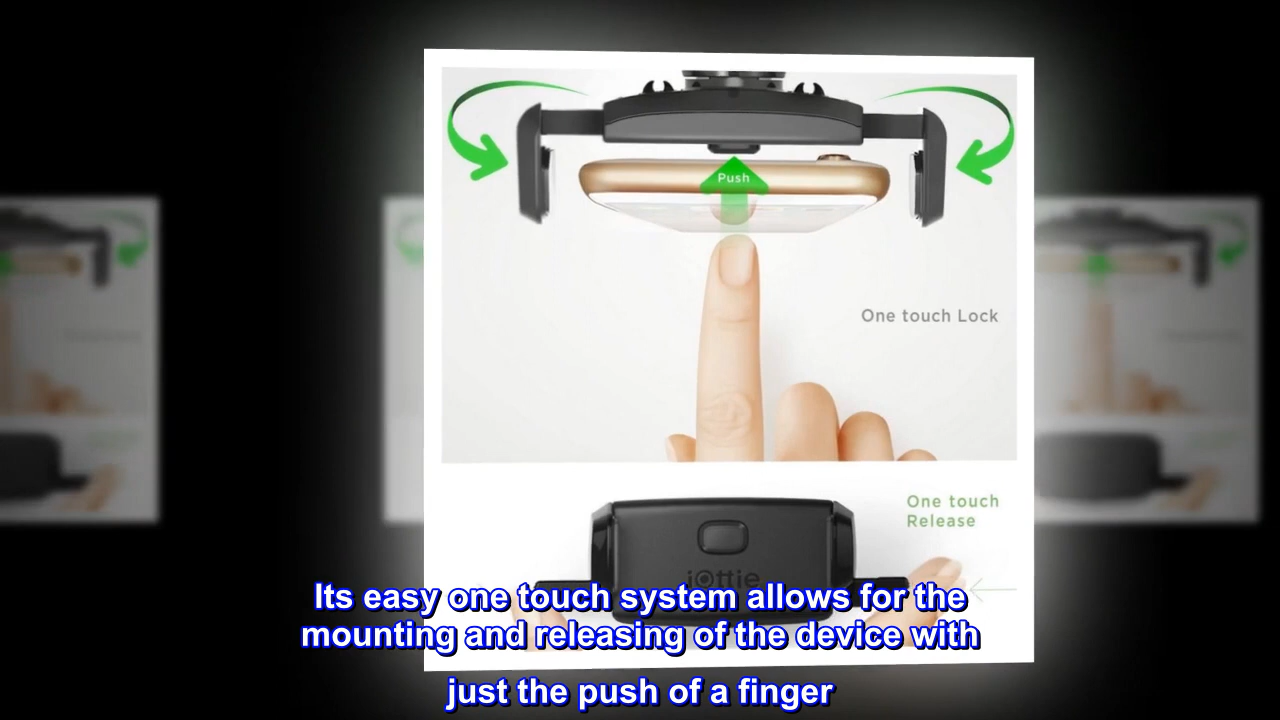 Push
One touch Lock
One touch
Release
iOttie
Its easy one touch system allows for the
mounting and releasing of the device with
just the push of a finger